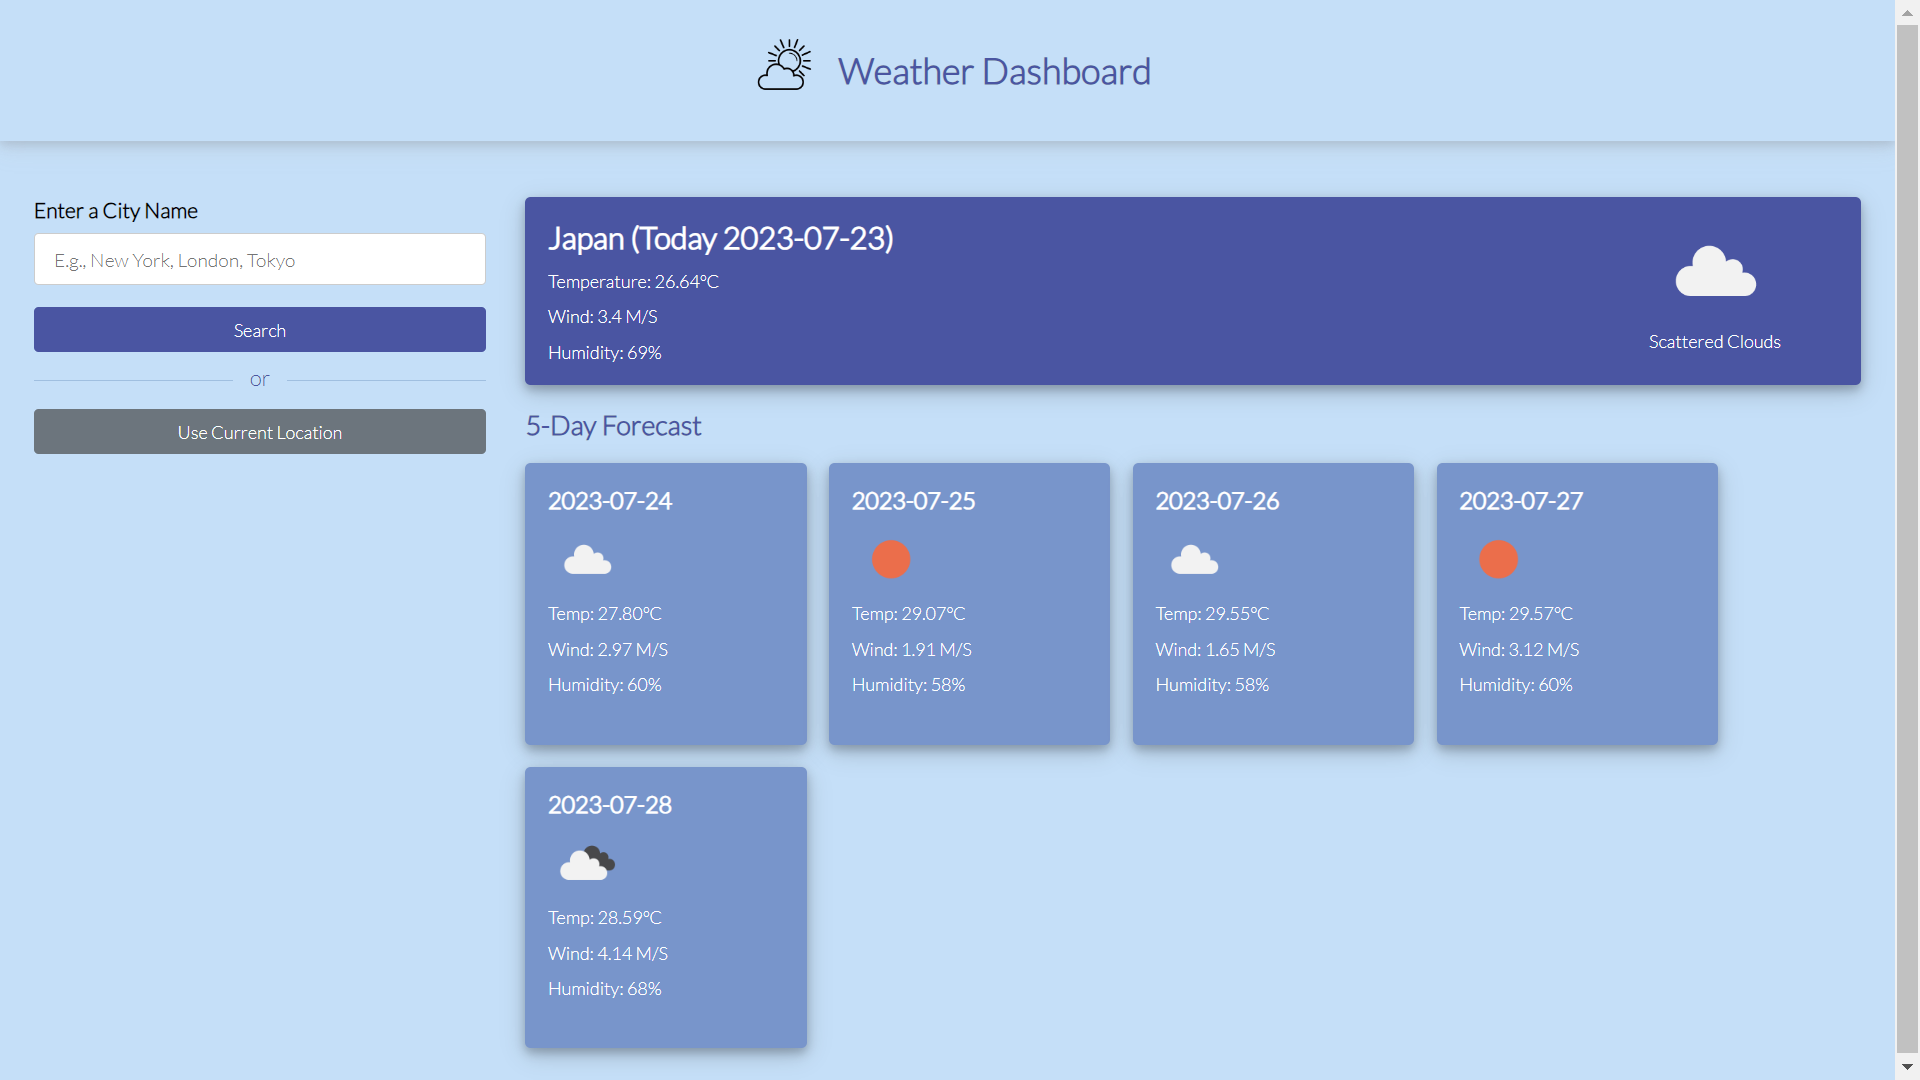 Weather Dashboard
Enter a City Name
E.g., New York, London, Tokyo
Search
or
Use Current Location
Japan (Today 2023-07-23)
Temperature: 26.64°C
Wind: 3.4 M/S
Humidity: 69%
Scattered Clouds
5-Day Forecast
2023-07-24
Temp: 27.80°C
Wind: 2.97 M/S
Humidity: 60%
2023-07-25
Temp: 29.07°C
Wind: 1.91 M/S
Humidity: 58%
2023-07-26
Temp: 29.55°C
Wind: 1.65 M/S
Humidity: 58%
2023-07-27
Temp: 29.57°C
Wind: 3.12 M/S
Humidity: 60%
2023-07-28
Temp: 28.59°C
Wind: 4.14 M/S
Humidity: 68%